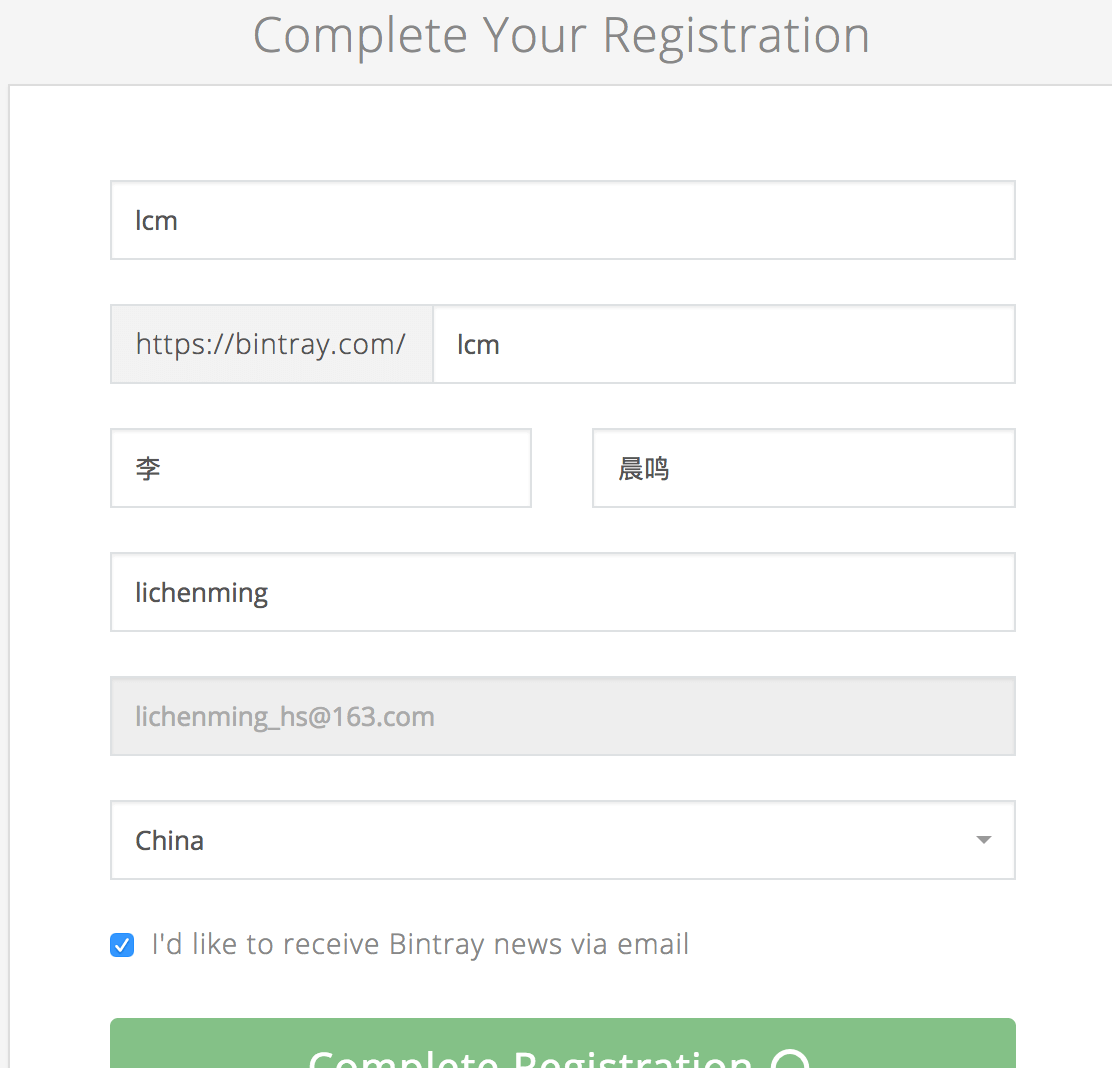 Complete Your Registration
lcm
https://bintray.com/ lcm
李 晨鸣
lichenming
lichenming_hs@163.com
China
I'd like to receive Bintray news via email
Complete Registration